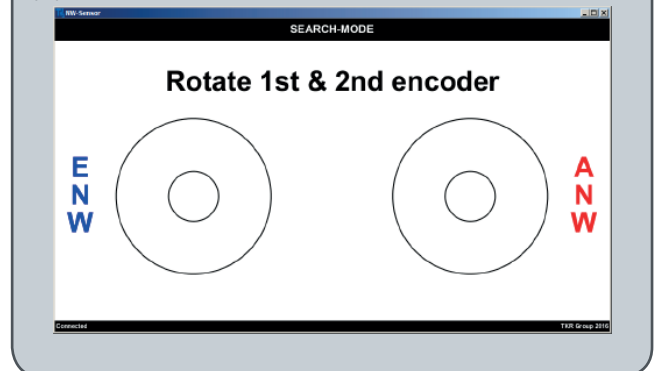 NW-Sensor
SEARCH-MODE
Rotate 1st & 2nd encoder
E
N
W
A
N
W
Connected
TKR Group 2016